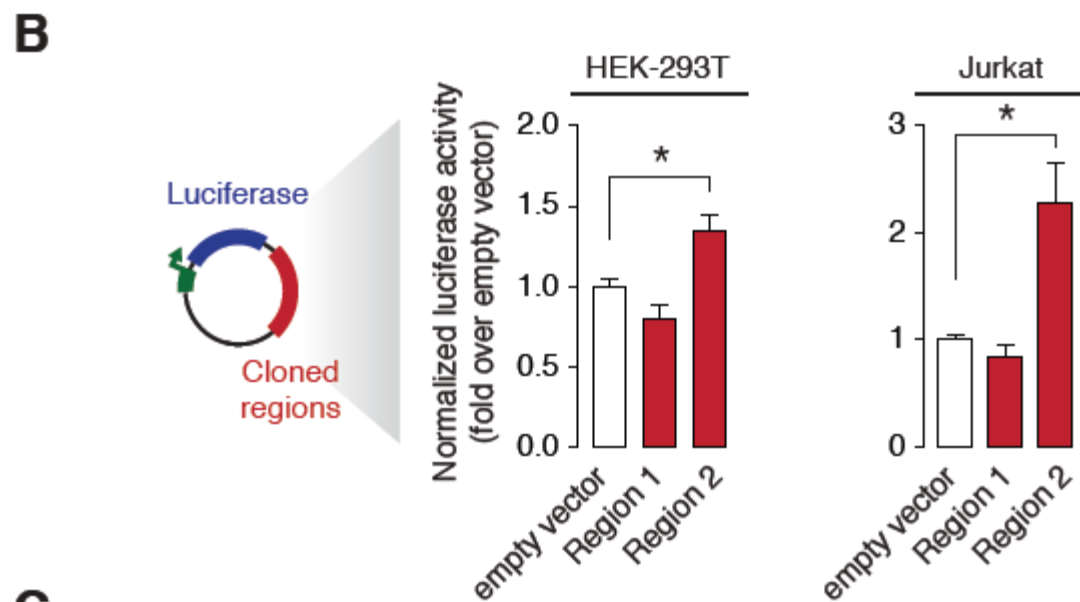 B
HEK-293T
Jurkat
Luciferase
Cloned
regions
Normalized luciferase activity
(fold over empty vector)
2.0
1.5
1.0
0.5
0.0
*
empty vector
Region 1
Region 2
3
2
1
0
*
empty vector
Region 1
Region 2